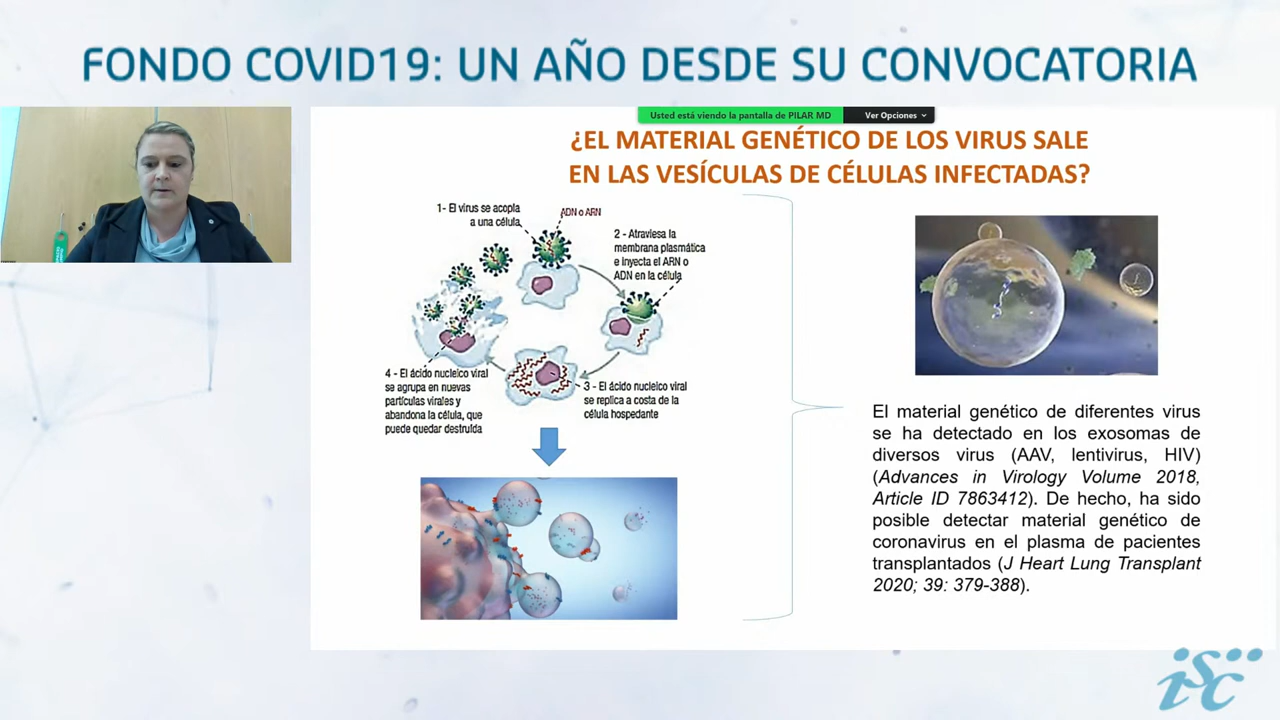 FONDO COVID19: UN AÑO DESDE SU CONVOCATORIA
Usted está viendo la pantalla de PILAR MD
Ver Opciones
¿EL MATERIAL GENÉTICO DE LOS VIRUS SALE
EN LAS VESÍCULAS DE CÉLULAS INFECTADAS?
1- El virus se acopla
a una célula
ADN o ARN
2 - Atraviesa la
membrana plasmática
e inyecta el ARN o
ADN en la célula
3 - El ácido nucleico viral
se replica a costa de la
célula hospedante
4 - El ácido nucleico viral
se agrupa en nuevas
partículas virales y
abandona la célula, que
puede quedar destruída
El material genético de diferentes virus
se ha detectado en los exosomas de
diversos virus (AAV, lentivirus, HIV)
(Advances in Virology Volume 2018,
Article ID 7863412). De hecho, ha sido
posible detectar material genético de
coronavirus en el plasma de pacientes
transplantados (J Heart Lung Transplant
2020; 39: 379-388).
isc